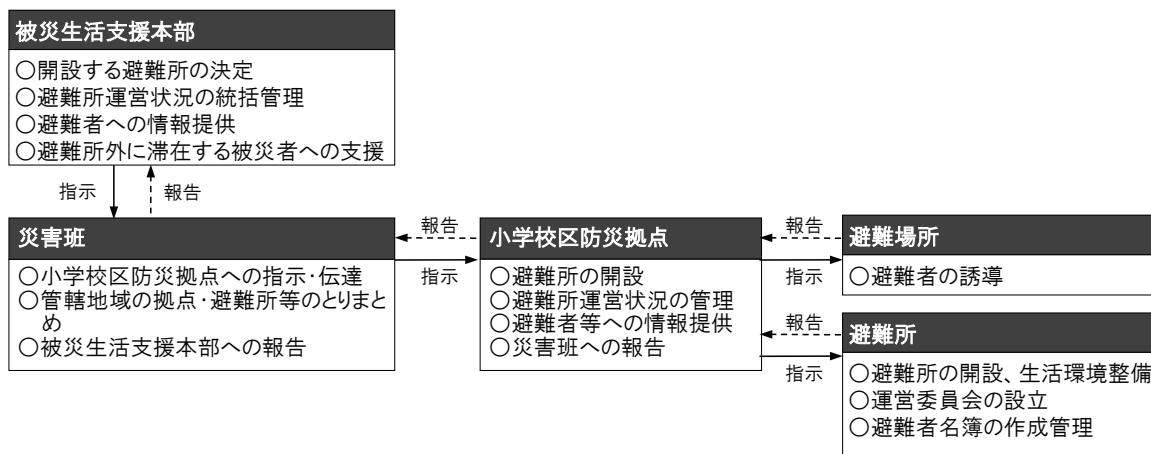 被災生活支援本部
○開設する避難所の決定
○避難所運営状況の統括管理
○避難者への情報提供
○避難所外に滞在する被災者への支援
指示
報告
災害班
○小学校区防災拠点への指示・伝達
○管轄地域の拠点・避難所等のとりまと
め
○被災生活支援本部への報告
報告
指示
小学校区防災拠点
○避難所の開設
○避難所運営状況の管理
○避難者等への情報提供
○災害班への報告
報告
指示
避難場所
○避難者の誘導
報告
指示
避難所
○避難所の開設、生活環境整備
○運営委員会の設立
○避難者名簿の作成管理